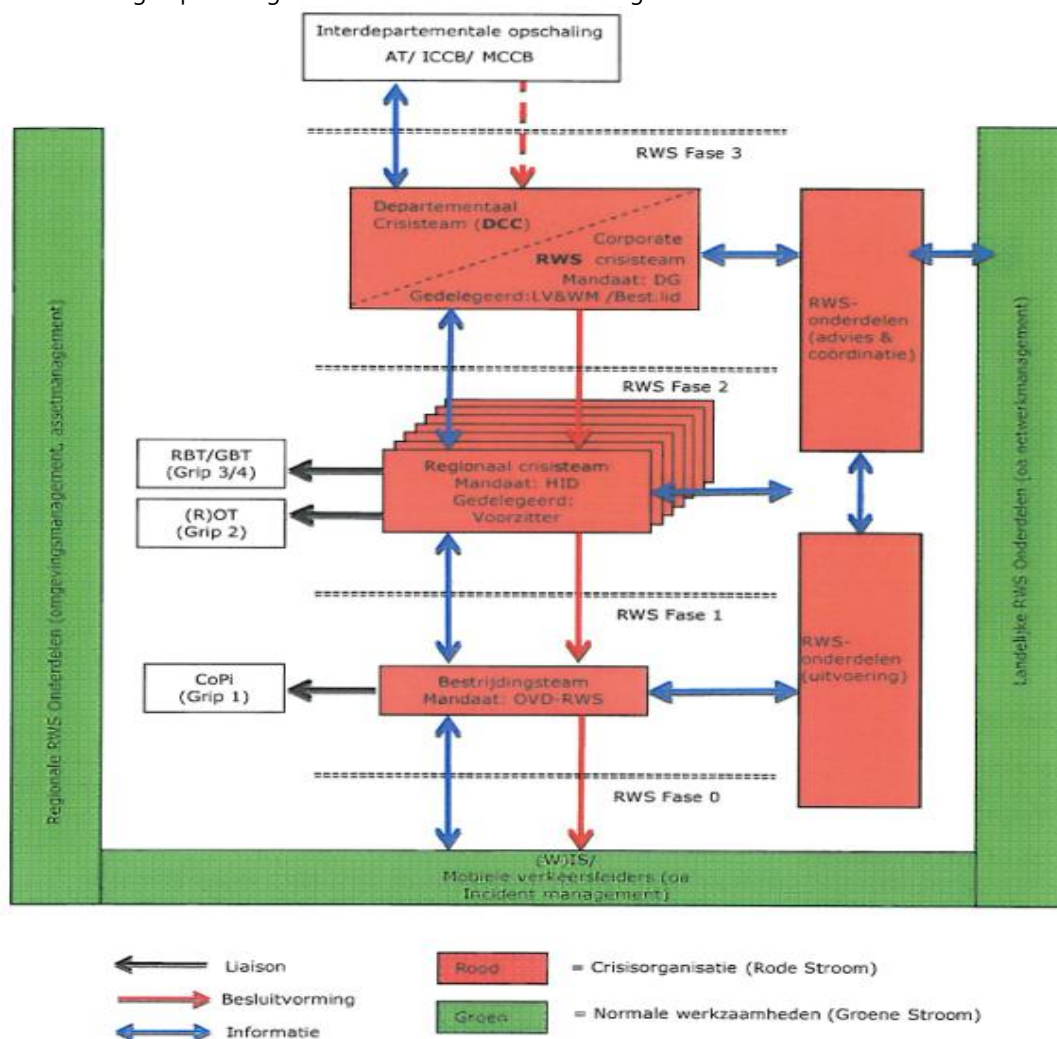 Interdepartementale opschaling
AT/ ICCB/ MCCB
RWS Fase 3
Departementaal
Crisisteam (DCC)
Corporate
RWS crisisteam
Mandaat: DG
Gedelegeerd:LV&WM /Best.lid
RWS-
onderdelen
(advies &
coördinatie)
RWS Fase 2
RBT/GBT
(Grip 3/4)
(R)OT
(Grip 2)
Regionaal crisisteam
Mandaat: HID
Gedelegeerd:
Voorzitter
RWS Fase 1
RWS-
onderdelen
(uitvoering)
CoPi
(Grip 1)
Bestrijdingsteam
Mandaat: OVD-RWS
RWS Fase 0
(W)IS/
Mobiele verkeersleiders (oa
Incident management)
Regionale RWS Onderdelen (omgevingsmanagement, assetmanagement)
Landelijke RWS Onderdelen (oa netwerkmanagement)
Liaison
Besluitvorming
Informatie
Rood
= Crisisorganisatie (Rode Stroom)
Groen
= Normale werkzaamheden (Groene Stroom)